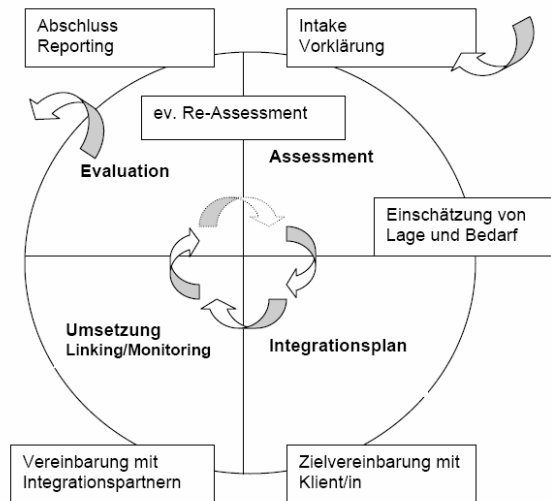 Abschluss
Reporting
Intake
Vorklärung
ev. Re-Assessment
Evaluation
Assessment
Einschätzung von
Lage und Bedarf
Umsetzung
Linking/Monitoring
Integrationsplan
Vereinbarung mit
Integrationspartnern
Zielvereinbarung mit
Klient/in